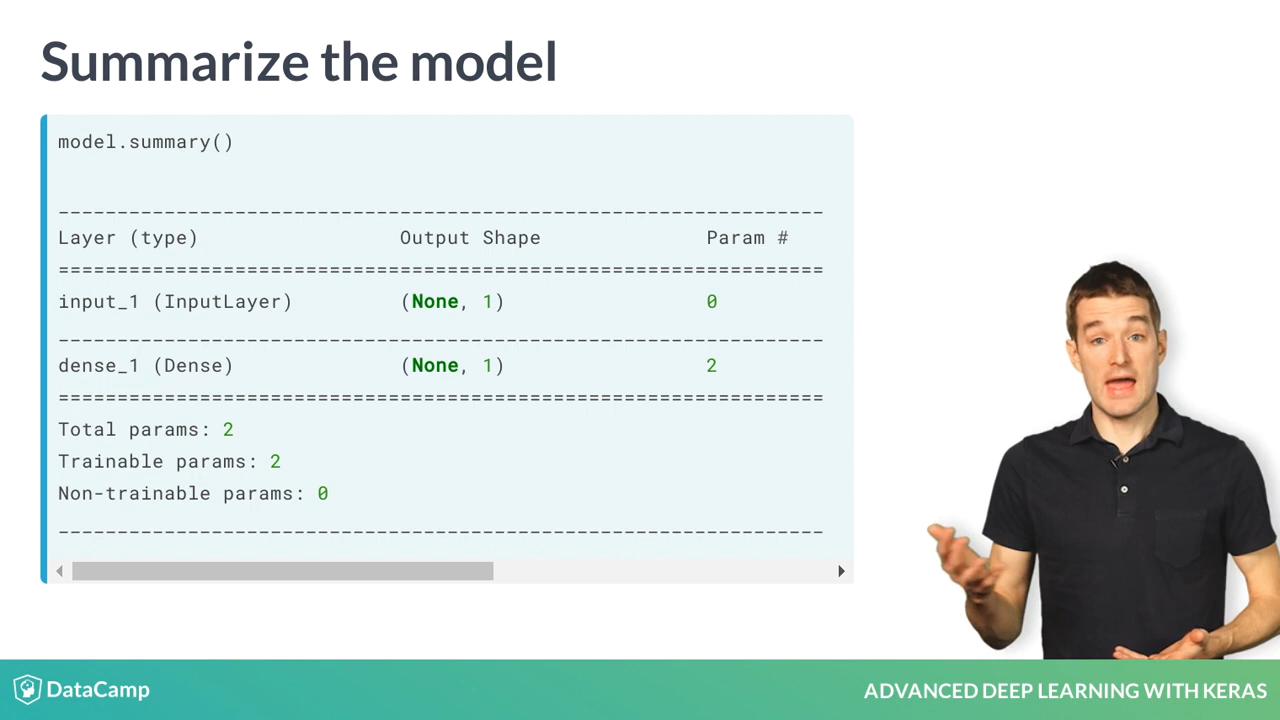 Summarize the model
model.summary()
_________________________________________________________________
Layer (type) Output Shape Param #
=================================================================
input_1 (InputLayer) (None, 1) 0
_________________________________________________________________
dense_1 (Dense) (None, 1) 2
=================================================================
Total params: 2
Trainable params: 2
Non-trainable params: 0
_________________________________________________________________
DataCamp
ADVANCED DEEP LEARNING WITH KERAS